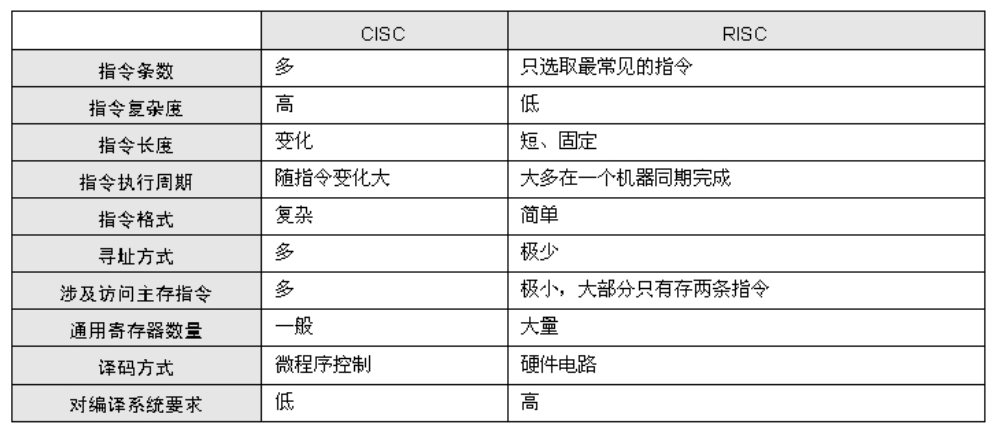 CISC RISC
指令条数 多 只选取最常见的指令
指令复杂度 高 低
指令长度 变化 短、固定
指令执行周期 随指令变化大 大多在一个机器同期完成
指令格式 复杂 简单
寻址方式 多 极少
涉及访问主存指令 多 极小，大部分只有存两条指令
通用寄存器数量 一般 大量
译码方式 微程序控制 硬件电路
对编译系统要求 低 高